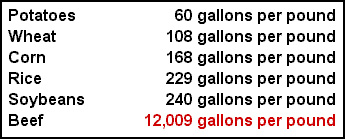 Potatoes 60 gallons per pound
Wheat 108 gallons per pound
Corn 168 gallons per pound
Rice 229 gallons per pound
Soybeans 240 gallons per pound
Beef 12,009 gallons per pound